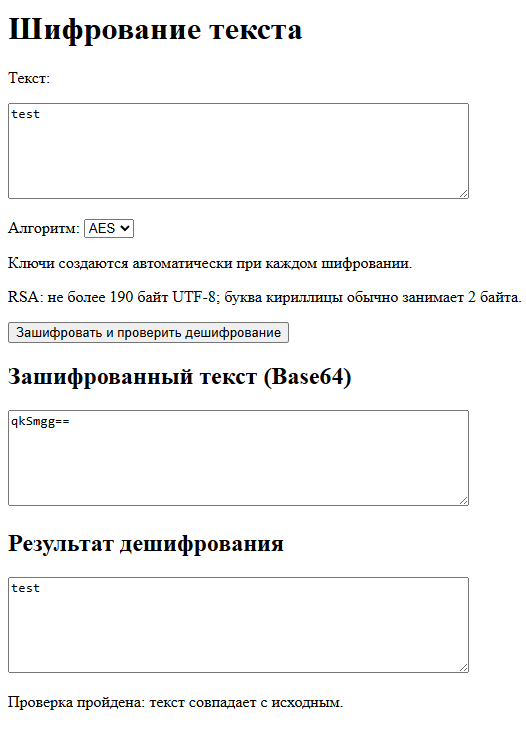 Шифрование текста
Текст:
test
Алгоритм: AES
Ключи создаются автоматически при каждом шифровании.
RSA: не более 190 байт UTF-8; буква кириллицы обычно занимает 2 байта.
Зашифровать и проверить дешифрование
Зашифрованный текст (Base64)
qkSmgg==
Результат дешифрования
test
Проверка пройдена: текст совпадает с исходным.